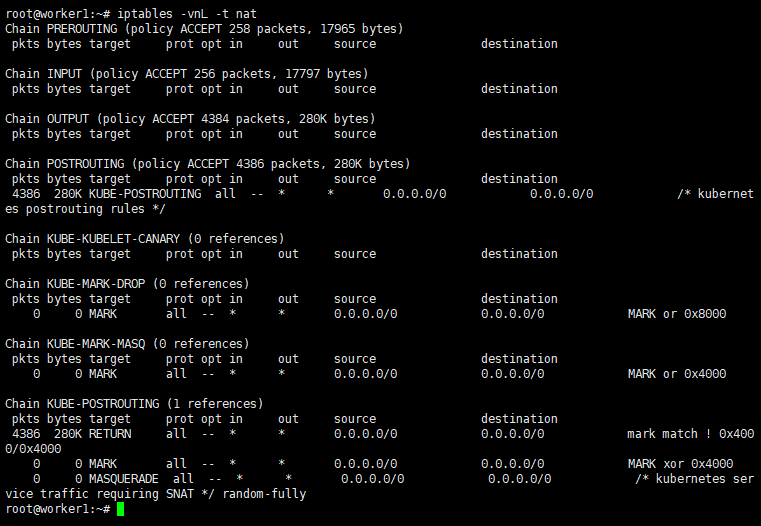 root@worker1:~# iptables -vnL -t nat
Chain PREROUTING (policy ACCEPT 258 packets, 17965 bytes)
 pkts bytes target     prot opt in     out     source               destination

Chain INPUT (policy ACCEPT 256 packets, 17797 bytes)
 pkts bytes target     prot opt in     out     source               destination

Chain OUTPUT (policy ACCEPT 4384 packets, 280K bytes)
 pkts bytes target     prot opt in     out     source               destination

Chain POSTROUTING (policy ACCEPT 4386 packets, 280K bytes)
 pkts bytes target     prot opt in     out     source               destination
 4386  280K KUBE-POSTROUTING  all  --  *      *       0.0.0.0/0            0.0.0.0/0            /* kubernet
es postrouting rules */

Chain KUBE-KUBELET-CANARY (0 references)
 pkts bytes target     prot opt in     out     source               destination

Chain KUBE-MARK-DROP (0 references)
 pkts bytes target     prot opt in     out     source               destination
    0     0 MARK       all  --  *      *       0.0.0.0/0            0.0.0.0/0            MARK or 0x8000

Chain KUBE-MARK-MASQ (0 references)
 pkts bytes target     prot opt in     out     source               destination
    0     0 MARK       all  --  *      *       0.0.0.0/0            0.0.0.0/0            MARK or 0x4000

Chain KUBE-POSTROUTING (1 references)
 pkts bytes target     prot opt in     out     source               destination
 4386  280K RETURN     all  --  *      *       0.0.0.0/0            0.0.0.0/0            mark match ! 0x400
0/0x4000
    0     0 MARK       all  --  *      *       0.0.0.0/0            0.0.0.0/0            MARK xor 0x4000
    0     0 MASQUERADE  all  --  *      *       0.0.0.0/0            0.0.0.0/0            /* kubernetes ser
vice traffic requiring SNAT */ random-fully
root@worker1:~#